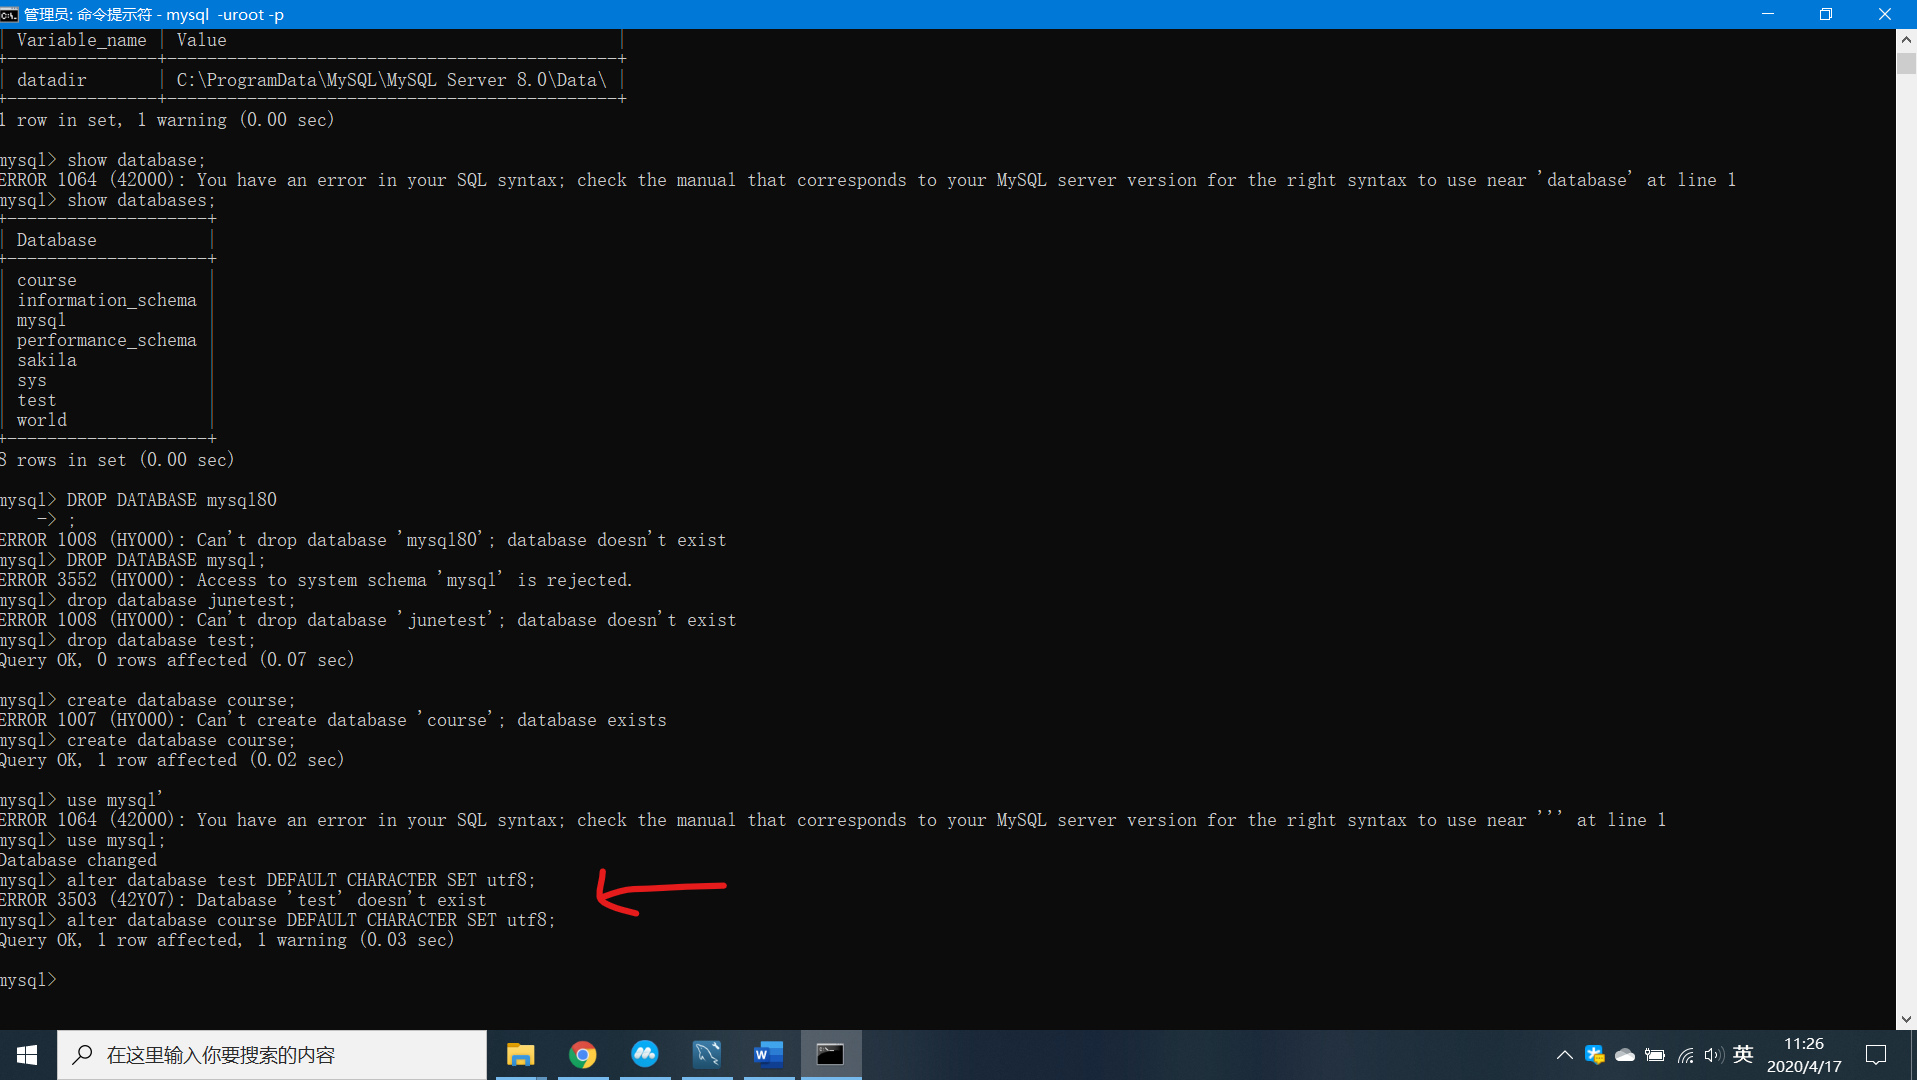 管理员: 命令提示符 - mysql  -uroot -p
| Variable_name | Value                                       |
+---------------+---------------------------------------------+
| datadir       | C:\ProgramData\MySQL\MySQL Server 8.0\Data\ |
+---------------+---------------------------------------------+
1 row in set, 1 warning (0.00 sec)
mysql> show database;
ERROR 1064 (42000): You have an error in your SQL syntax; check the manual that corresponds to your MySQL server version for the right syntax to use near 'database' at line 1
mysql> show databases;
+--------------------+
| Database           |
+--------------------+
| course             |
| information_schema |
| mysql              |
| performance_schema |
| sakila             |
| sys                |
| test               |
| world              |
+--------------------+
8 rows in set (0.00 sec)
mysql> DROP DATABASE mysql80
    -> ;
ERROR 1008 (HY000): Can't drop database 'mysql80'; database doesn't exist
mysql> DROP DATABASE mysql;
ERROR 3552 (HY000): Access to system schema 'mysql' is rejected.
mysql> drop database junetest;
ERROR 1008 (HY000): Can't drop database 'junetest'; database doesn't exist
mysql> drop database test;
Query OK, 0 rows affected (0.07 sec)
mysql> create database course;
ERROR 1007 (HY000): Can't create database 'course'; database exists
mysql> create database course;
Query OK, 1 row affected (0.02 sec)
mysql> use mysql'
ERROR 1064 (42000): You have an error in your SQL syntax; check the manual that corresponds to your MySQL server version for the right syntax to use near ''' at line 1
mysql> use mysql;
Database changed
mysql> alter database test DEFAULT CHARACTER SET utf8;
ERROR 3503 (42Y07): Database 'test' doesn't exist
mysql> alter database course DEFAULT CHARACTER SET utf8;
Query OK, 1 row affected, 1 warning (0.03 sec)
mysql>
在这里输入你要搜索的内容
英
11:26
2020/4/17